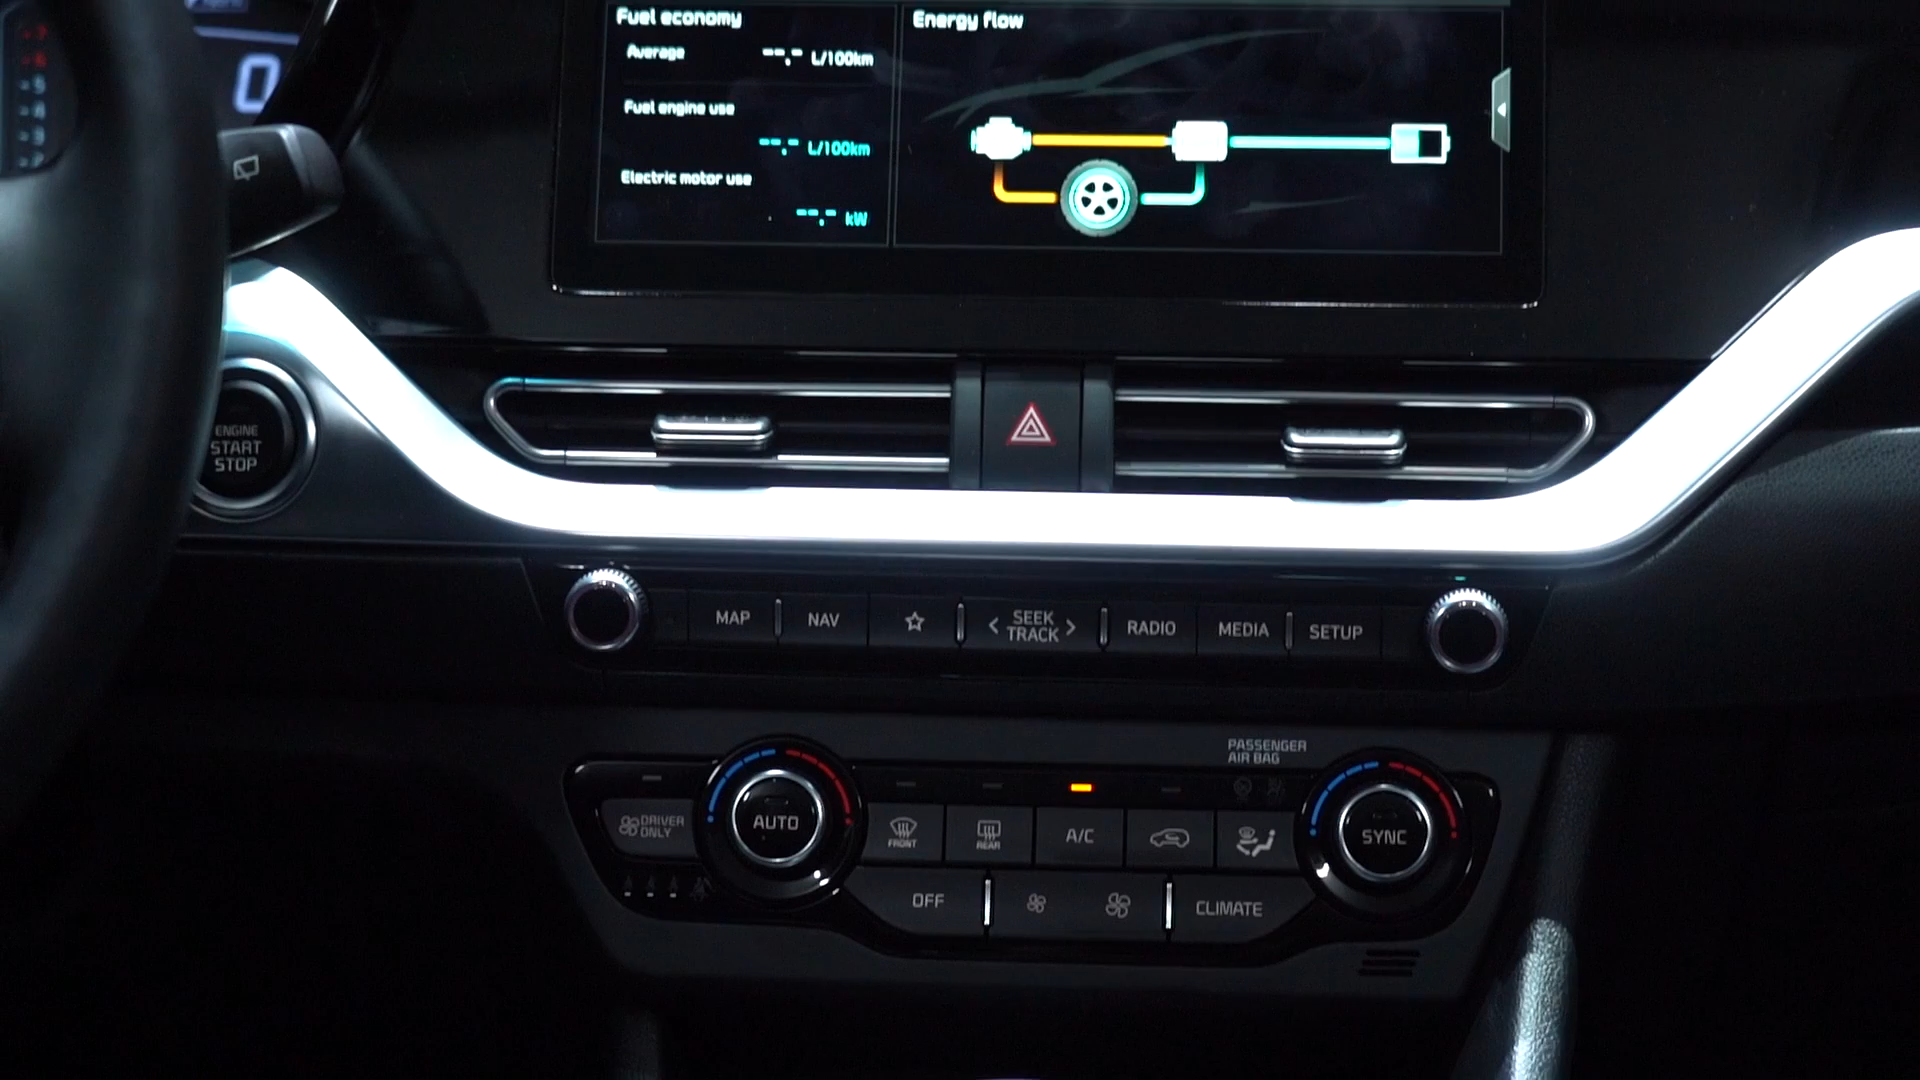 Fuel economy
Average --.- L/100km
Fuel engine use
--.- L/100km
Electric motor use
--.- kW
Energy flow
0
ENGINE
START
STOP
MAP
NAV
< SEEK >
TRACK
RADIO
MEDIA
SETUP
PASSENGER
AIR BAG
DRIVER
ONLY
AUTO
FRONT
REAR
A/C
SYNC
OFF
CLIMATE